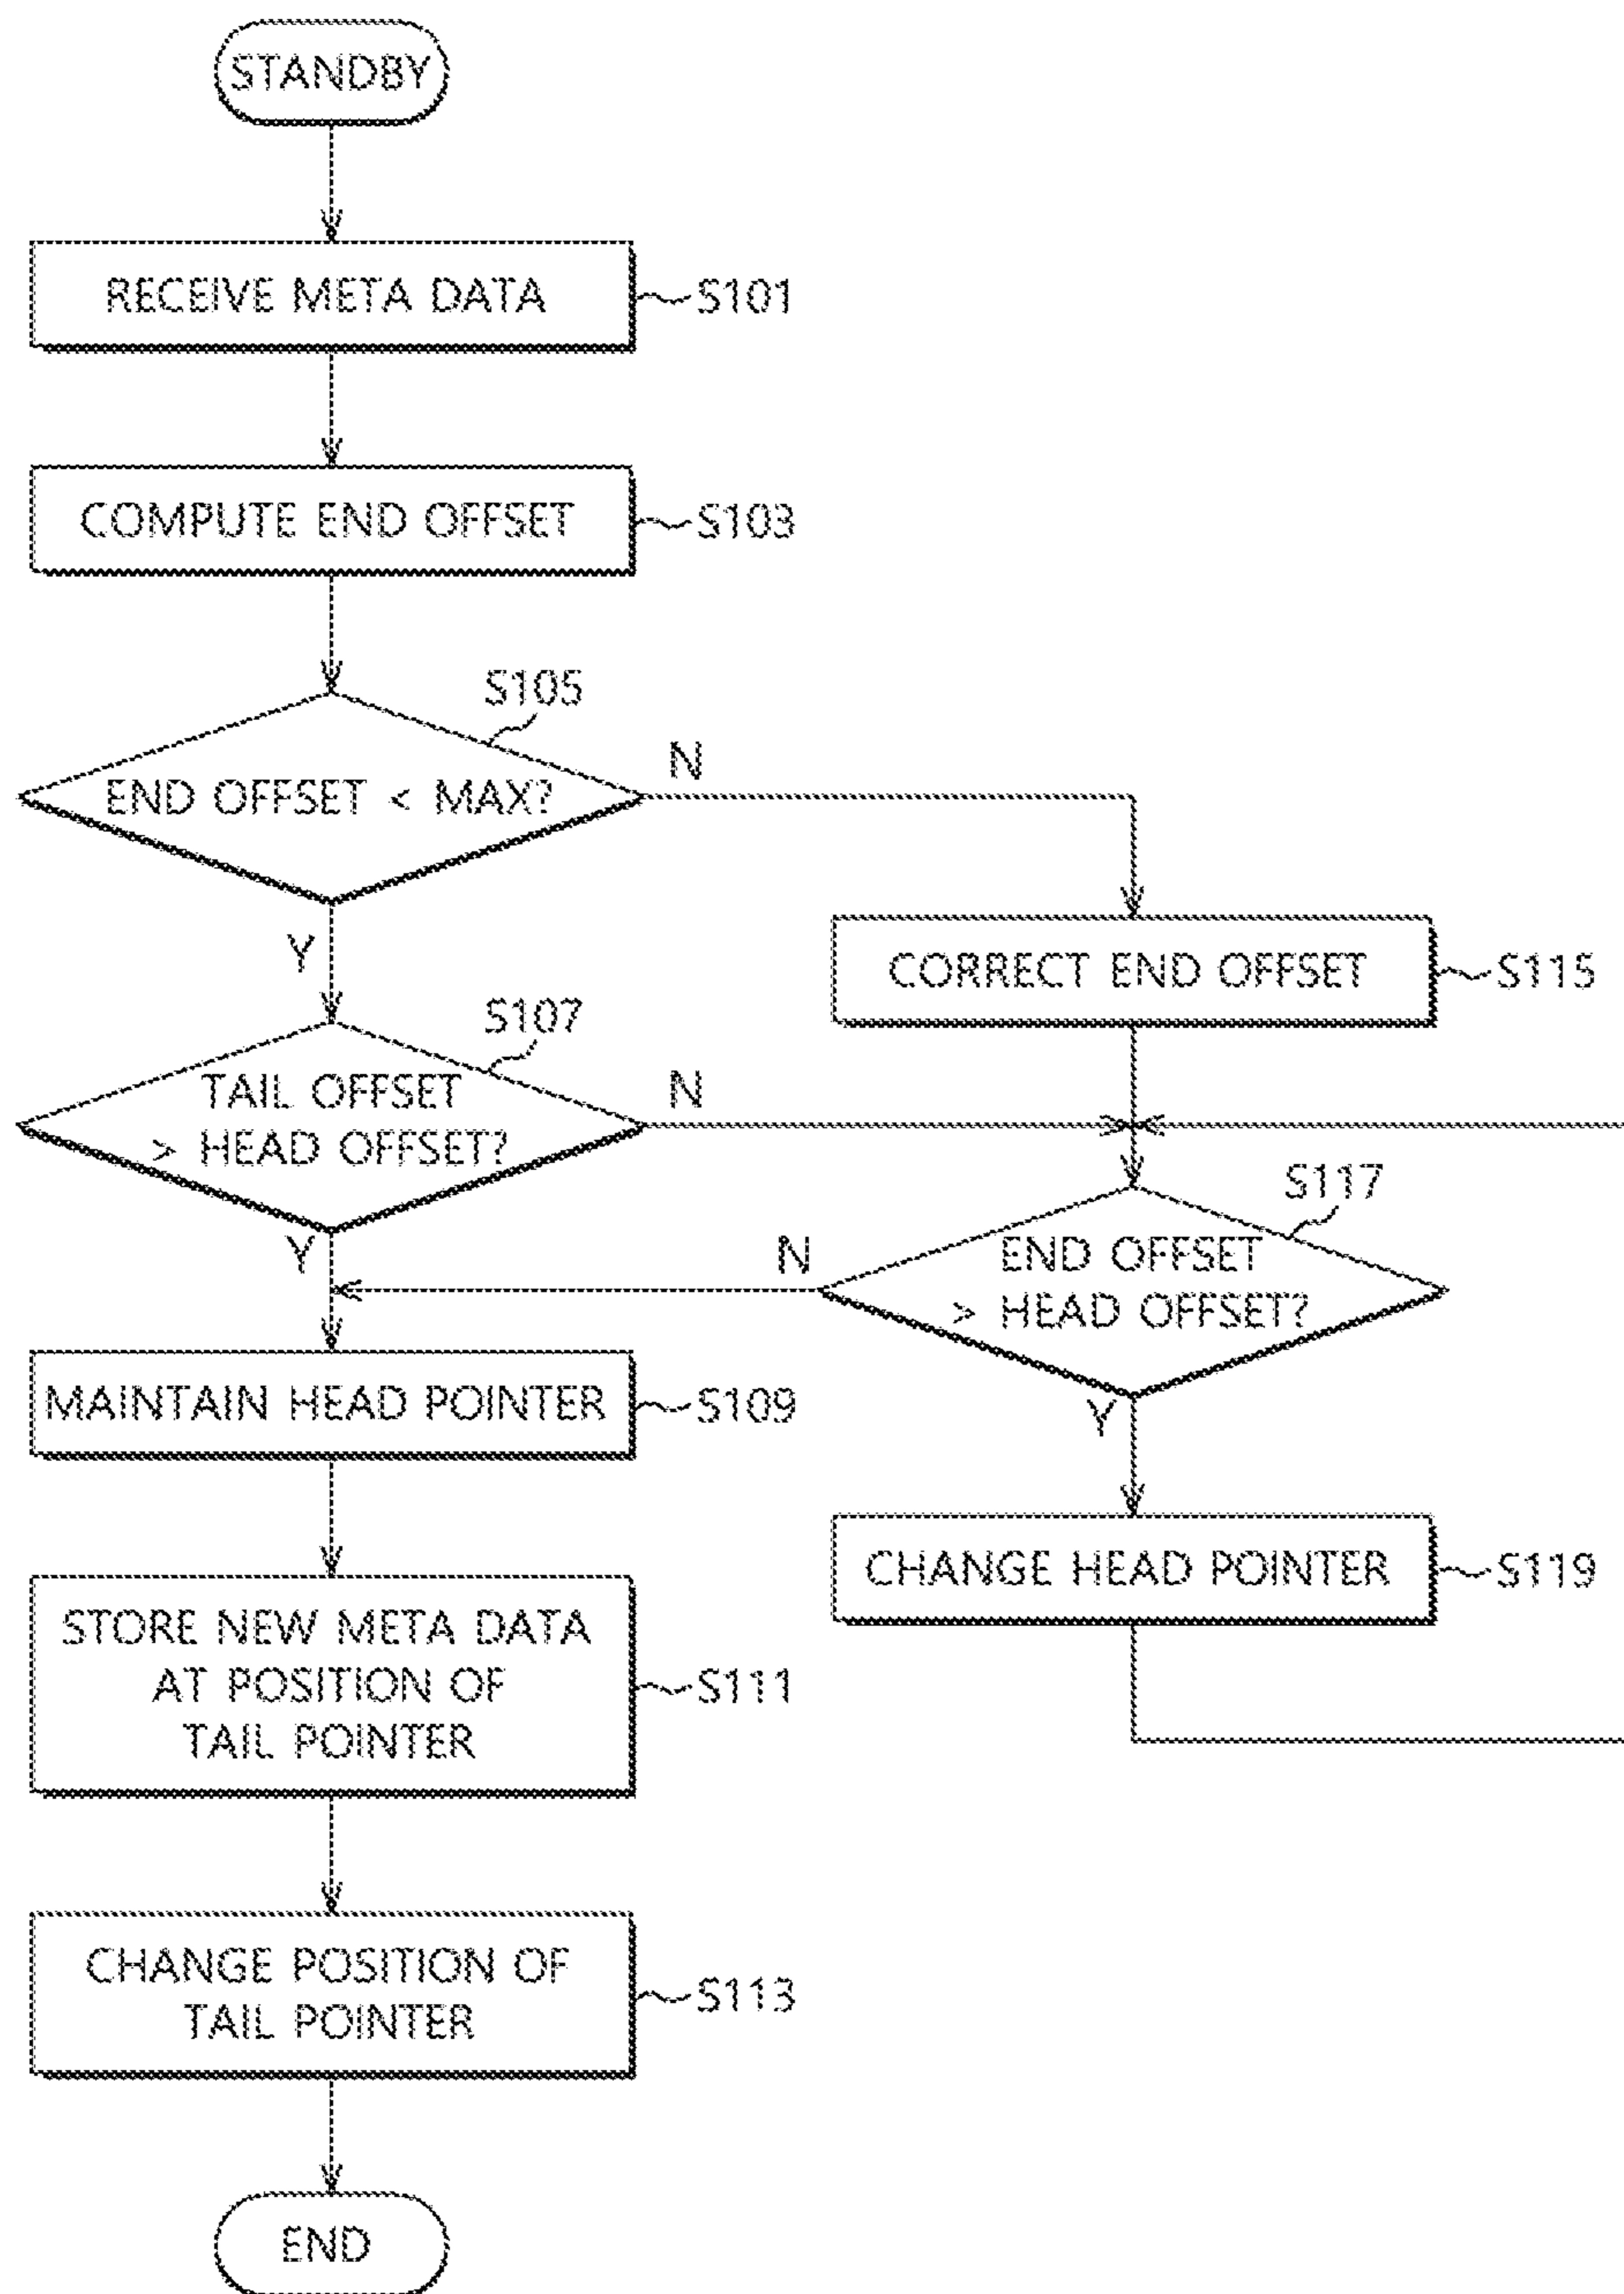 STANDBY
RECEIVE META DATA
S101
COMPUTE END OFFSET
S103
S105
END OFFSET < MAX?
N
Y
CORRECT END OFFSET
S115
S107
TAIL OFFSET
> HEAD OFFSET?
N
Y
S117
END OFFSET
> HEAD OFFSET?
N
Y
MAINTAIN HEAD POINTER
S109
CHANGE HEAD POINTER
S119
STORE NEW META DATA
AT POSITION OF
TAIL POINTER
S111
CHANGE POSITION OF
TAIL POINTER
S113
END